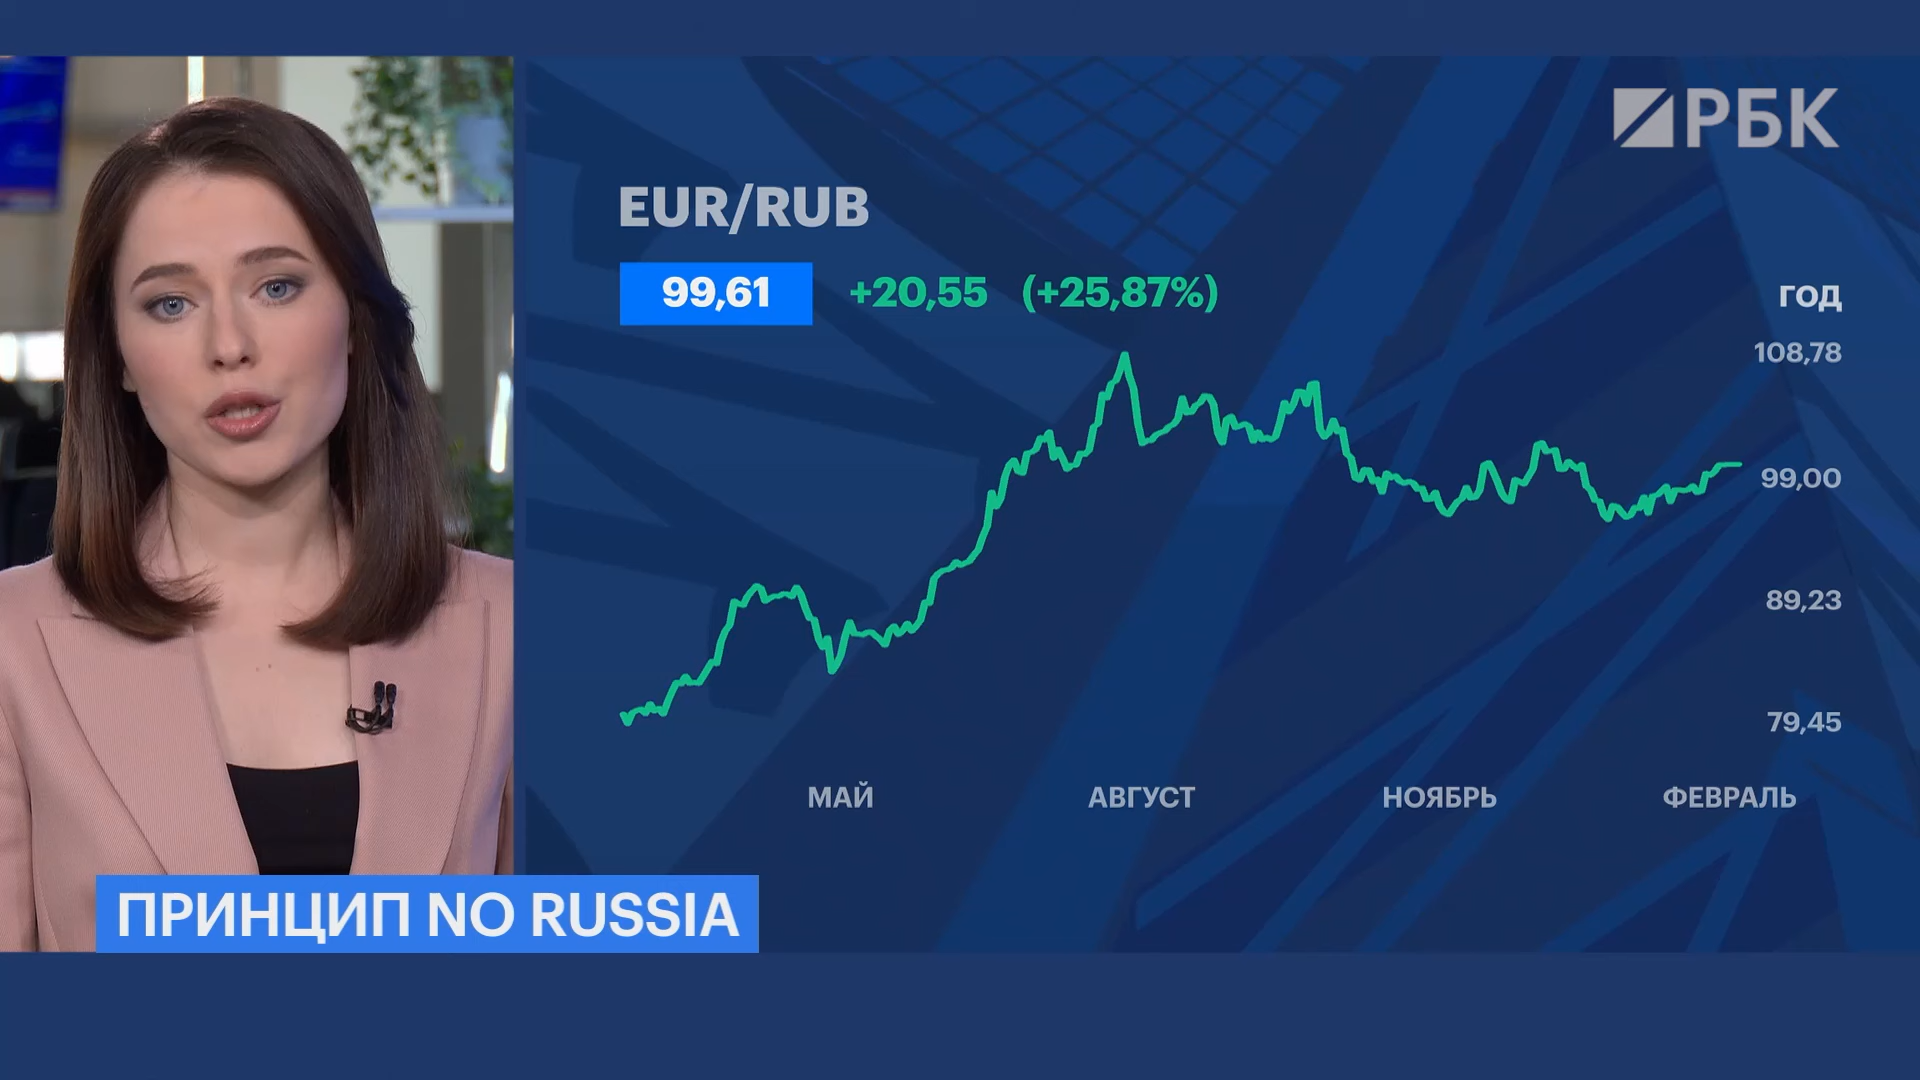 РБК
EUR/RUB
99,61 +20,55 (+25,87%)
ГОД
108,78
99,00
89,23
79,45
МАЙ АВГУСТ НОЯБРЬ ФЕВРАЛЬ
ПРИНЦИП NO RUSSIA